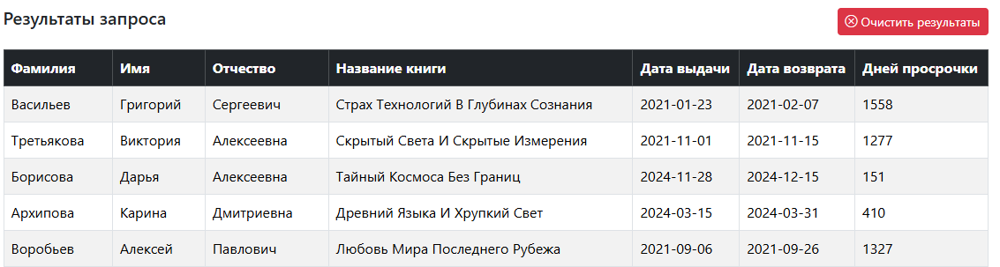 Результаты запроса
Очистить результаты
Фамилия Имя Отчество Название книги Дата выдачи Дата возврата Дней просрочки
Васильев Григорий Сергеевич Страх Технологий В Глубинах Сознания 2021-01-23 2021-02-07 1558
Третьякова Виктория Алексеевна Скрытый Света И Скрытые Измерения 2021-11-01 2021-11-15 1277
Борисова Дарья Алексеевна Тайный Космоса Без Границ 2024-11-28 2024-12-15 151
Архипова Карина Дмитриевна Древний Языка И Хрупкий Свет 2024-03-15 2024-03-31 410
Воробьев Алексей Павлович Любовь Мира Последнего Рубежа 2021-09-06 2021-09-26 1327